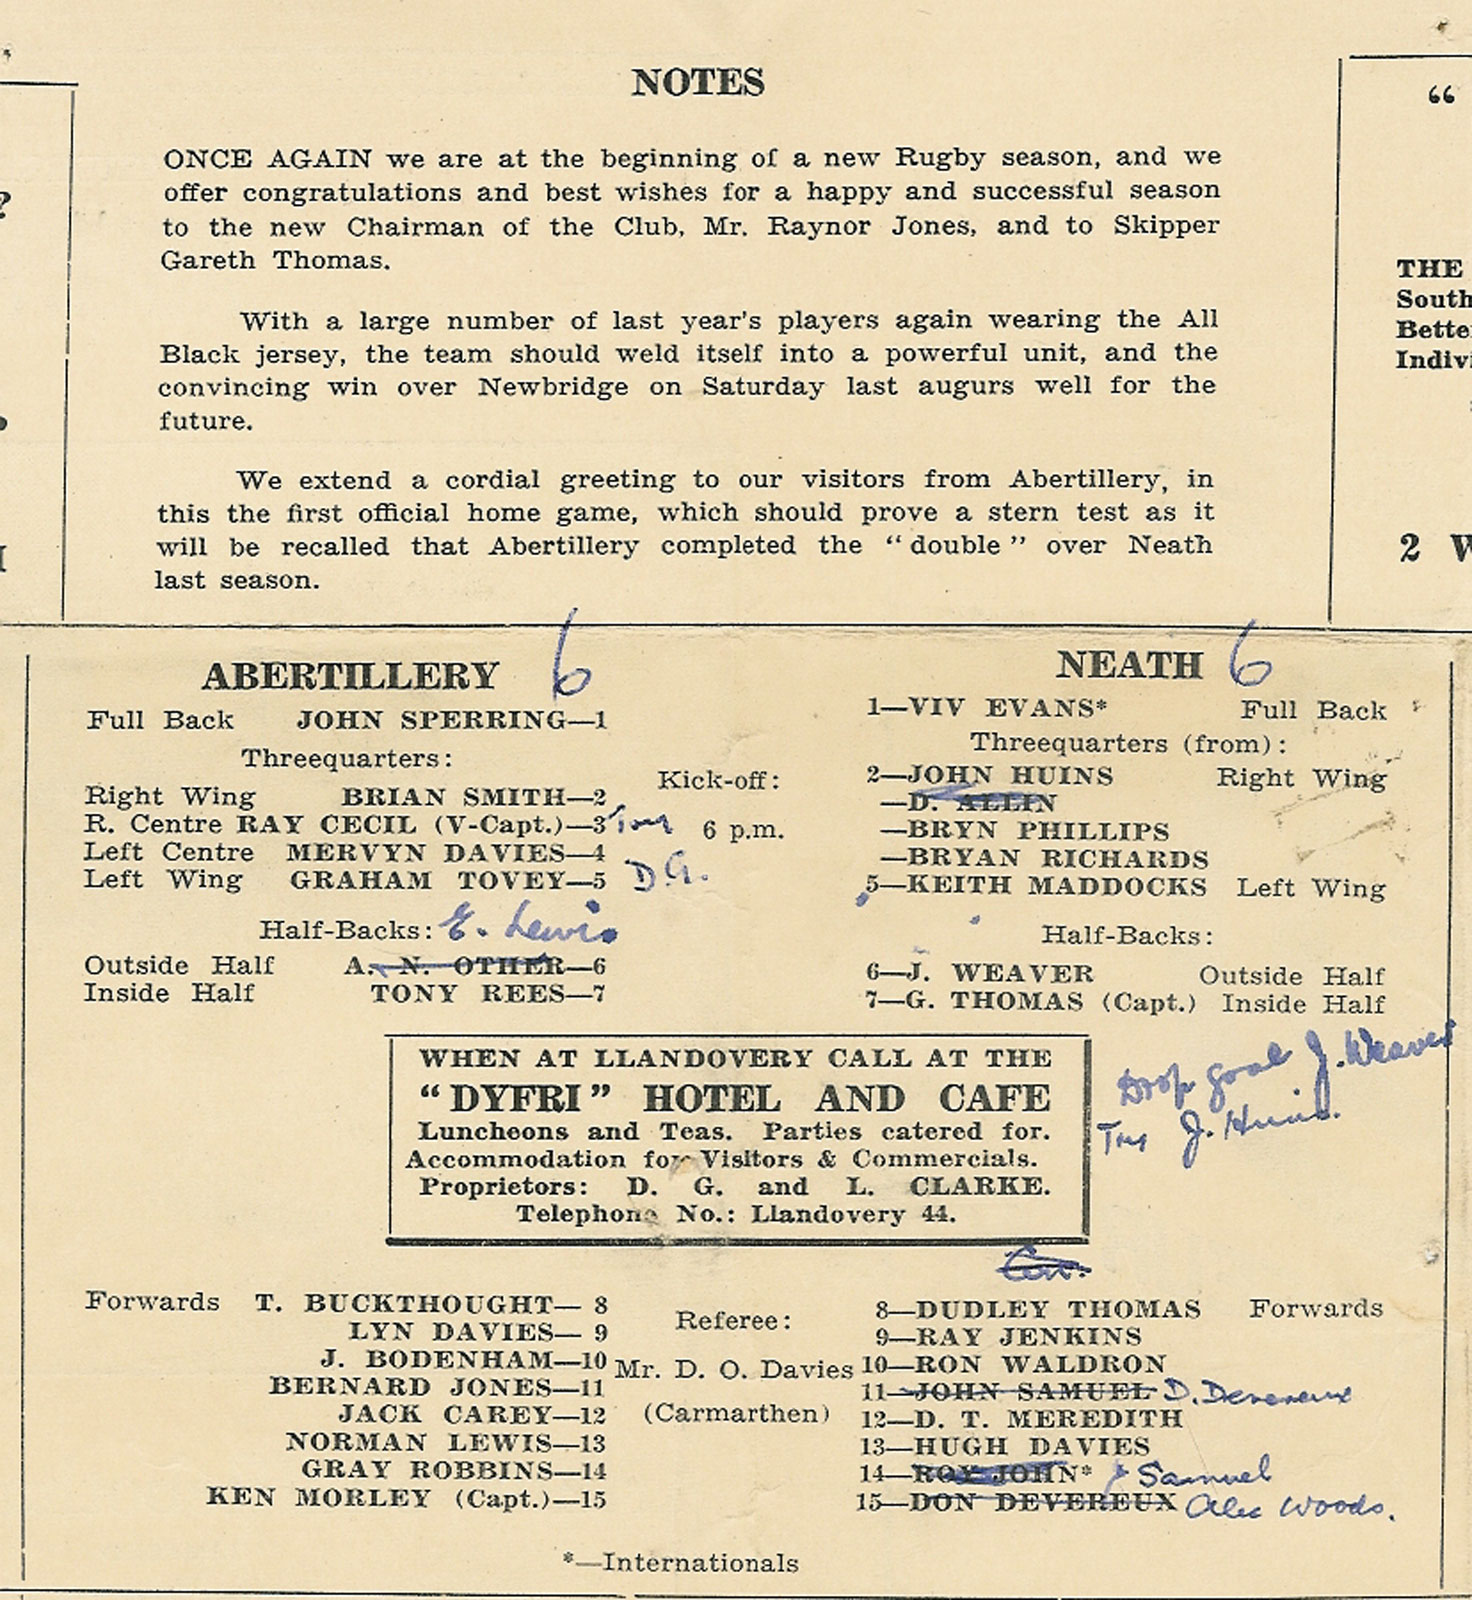 NOTES
ONCE AGAIN we are at the beginning of a new Rugby season, and we
offer congratulations and best wishes for a happy and successful season
to the new Chairman of the Club, Mr. Raynor Jones, and to Skipper
Gareth Thomas.
With a large number of last year's players again wearing the All
Black jersey, the team should weld itself into a powerful unit, and the
convincing win over Newbridge on Saturday last augurs well for the
future.
We extend a cordial greeting to our visitors from Abertillery, in
this the first official home game, which should prove a stern test as it
will be recalled that Abertillery completed the “double” over Neath
last season.
?
“
THE
South
Bette
Indiv
2 W
ABERTILLERY 6
Full Back JOHN SPERRING—1
Threequarters:
Right Wing BRIAN SMITH—2
R. Centre RAY CECIL (V-Capt.)—3 Try
Left Centre MERVYN DAVIES—4
Left Wing GRAHAM TOVEY—5 D.G.
Half-Backs: E. Lewis
Outside Half A. N. OTHER—6
Inside Half TONY REES—7
Kick-off:
6 p.m.
NEATH 6
1—VIV EVANS* Full Back
Threequarters (from):
2—JOHN HUINS Right Wing
—D. ALLIN
—BRYN PHILLIPS
—BRYAN RICHARDS
5—KEITH MADDOCKS Left Wing
Half-Backs:
6—J. WEAVER Outside Half
7—G. THOMAS (Capt.) Inside Half
Drop goal J. Weaver
Try J. Huins.
WHEN AT LLANDOVERY CALL AT THE
“DYFRI” HOTEL AND CAFE
Luncheons and Teas. Parties catered for.
Accommodation for Visitors & Commercials.
Proprietors: D. G. and L. CLARKE.
Telephone No.: Llandovery 44.
Forwards T. BUCKTHOUGHT— 8
LYN DAVIES— 9
J. BODENHAM—10
BERNARD JONES—11
JACK CAREY—12
NORMAN LEWIS—13
GRAY ROBBINS—14
KEN MORLEY (Capt.)—15
Referee:
Mr. D. O. Davies
(Carmarthen)
8—DUDLEY THOMAS Forwards
9—RAY JENKINS
10—RON WALDRON
11—JOHN SAMUEL D. Devereux
12—D. T. MEREDITH
13—HUGH DAVIES
14—ROY JOHN* Samuel
15—DON DEVEREUX Alec Woods.
*—Internationals